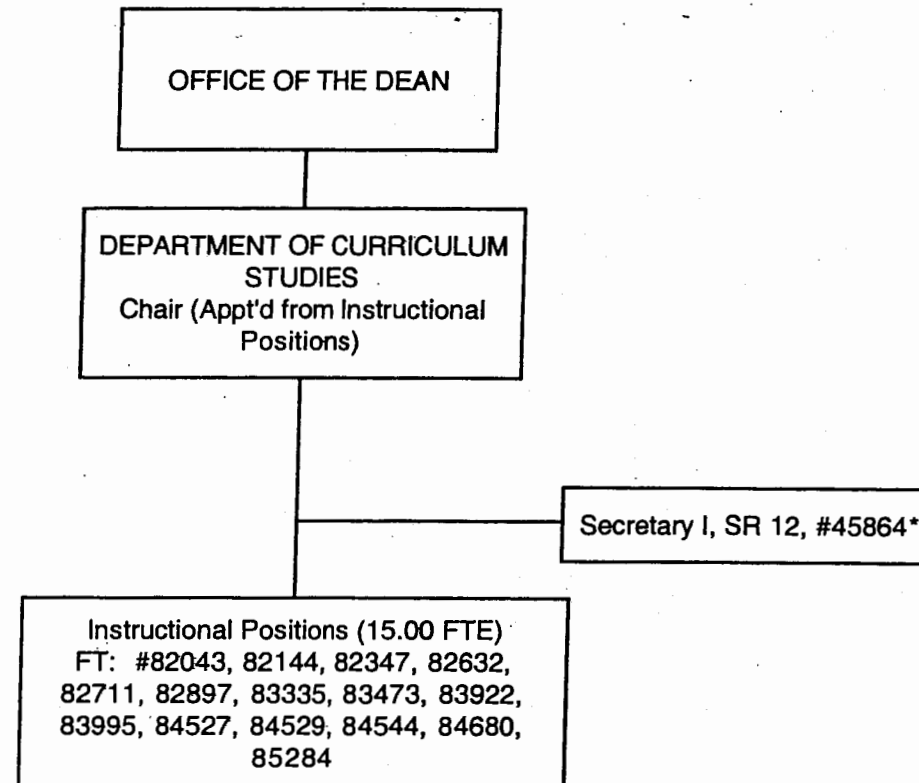 OFFICE OF THE DEAN
DEPARTMENT OF CURRICULUM
STUDIES
Chair (Appt'd from Instructional
Positions)
Secretary I, SR 12, #45864*
Instructional Positions (15.00 FTE)
FT: #82043, 82144, 82347, 82632,
82711, 82897, 83335, 83473, 83922,
83995, 84527, 84529, 84544, 84680,
85284